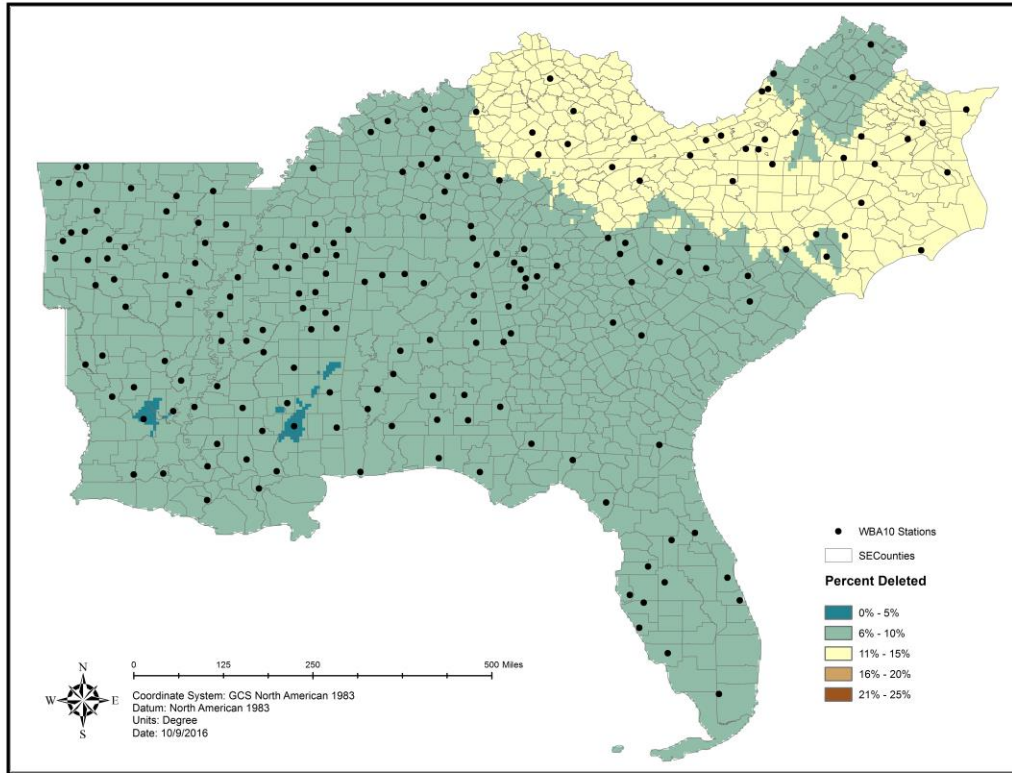 WBA10 Stations
SECounties
Percent Deleted
0% - 5%
6% - 10%
11% - 15%
16% - 20%
21% - 25%
0 125 250 500 Miles
N
W E
S
Coordinate System: GCS North American 1983
Datum: North American 1983
Units: Degree
Date: 10/9/2016